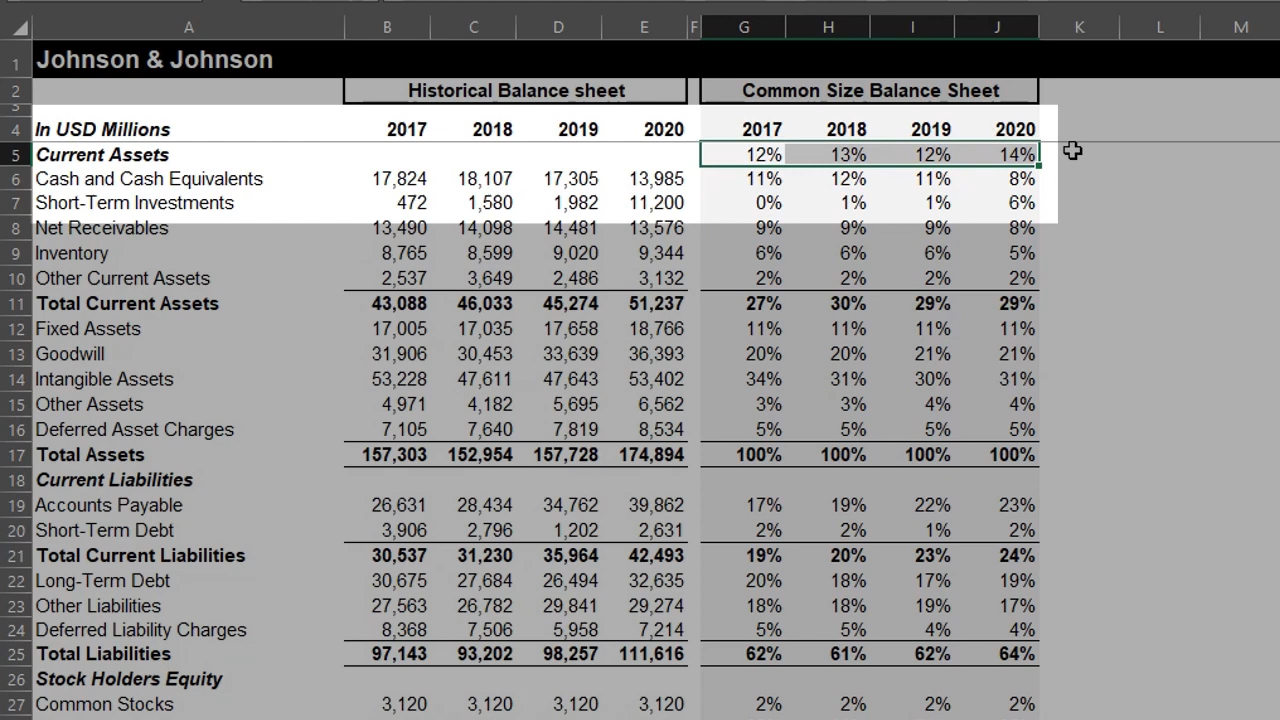 A B C D E F G H I J K L M
1 Johnson & Johnson
2 Historical Balance sheet Common Size Balance Sheet
3
4 In USD Millions 2017 2018 2019 2020 2017 2018 2019 2020
5 Current Assets 12% 13% 12% 14%
6 Cash and Cash Equivalents 17,824 18,107 17,305 13,985 11% 12% 11% 8%
7 Short-Term Investments 472 1,580 1,982 11,200 0% 1% 1% 6%
8 Net Receivables 13,490 14,098 14,481 13,576 9% 9% 9% 8%
9 Inventory 8,765 8,599 9,020 9,344 6% 6% 6% 5%
10 Other Current Assets 2,537 3,649 2,486 3,132 2% 2% 2% 2%
11 Total Current Assets 43,088 46,033 45,274 51,237 27% 30% 29% 29%
12 Fixed Assets 17,005 17,035 17,658 18,766 11% 11% 11% 11%
13 Goodwill 31,906 30,453 33,639 36,393 20% 20% 21% 21%
14 Intangible Assets 53,228 47,611 47,643 53,402 34% 31% 30% 31%
15 Other Assets 4,971 4,182 5,695 6,562 3% 3% 4% 4%
16 Deferred Asset Charges 7,105 7,640 7,819 8,534 5% 5% 5% 5%
17 Total Assets 157,303 152,954 157,728 174,894 100% 100% 100% 100%
18 Current Liabilities
19 Accounts Payable 26,631 28,434 34,762 39,862 17% 19% 22% 23%
20 Short-Term Debt 3,906 2,796 1,202 2,631 2% 2% 1% 2%
21 Total Current Liabilities 30,537 31,230 35,964 42,493 19% 20% 23% 24%
22 Long-Term Debt 30,675 27,684 26,494 32,635 20% 18% 17% 19%
23 Other Liabilities 27,563 26,782 29,841 29,274 18% 18% 19% 17%
24 Deferred Liability Charges 8,368 7,506 5,958 7,214 5% 5% 4% 4%
25 Total Liabilities 97,143 93,202 98,257 111,616 62% 61% 62% 64%
26 Stock Holders Equity
27 Common Stocks 3,120 3,120 3,120 3,120 2% 2% 2% 2%